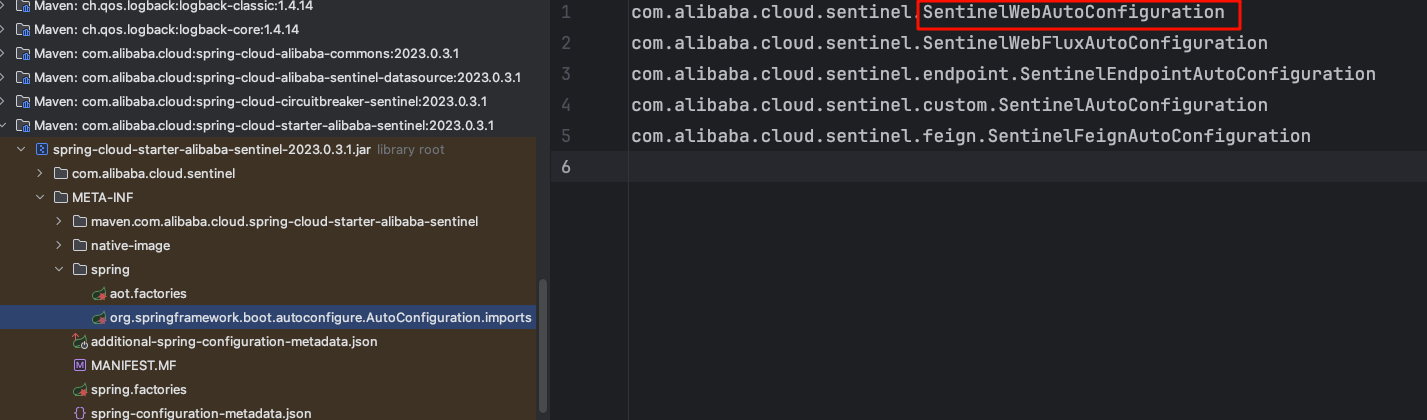 Maven: ch.qos.logback:logback-classic:1.4.14
Maven: ch.qos.logback:logback-core:1.4.14
Maven: com.alibaba.cloud:spring-cloud-alibaba-commons:2023.0.3.1
Maven: com.alibaba.cloud:spring-cloud-alibaba-sentinel-datasource:2023.0.3.1
Maven: com.alibaba.cloud:spring-cloud-circuitbreaker-sentinel:2023.0.3.1
Maven: com.alibaba.cloud:spring-cloud-starter-alibaba-sentinel:2023.0.3.1
spring-cloud-starter-alibaba-sentinel-2023.0.3.1.jar library root
com.alibaba.cloud.sentinel
META-INF
maven.com.alibaba.cloud.spring-cloud-starter-alibaba-sentinel
native-image
spring
aot.factories
org.springframework.boot.autoconfigure.AutoConfiguration.imports
additional-spring-configuration-metadata.json
MANIFEST.MF
spring.factories
spring-configuration-metadata.json
1 com.alibaba.cloud.sentinel.SentinelWebAutoConfiguration
2 com.alibaba.cloud.sentinel.SentinelWebFluxAutoConfiguration
3 com.alibaba.cloud.sentinel.endpoint.SentinelEndpointAutoConfiguration
4 com.alibaba.cloud.sentinel.custom.SentinelAutoConfiguration
5 com.alibaba.cloud.sentinel.feign.SentinelFeignAutoConfiguration
6